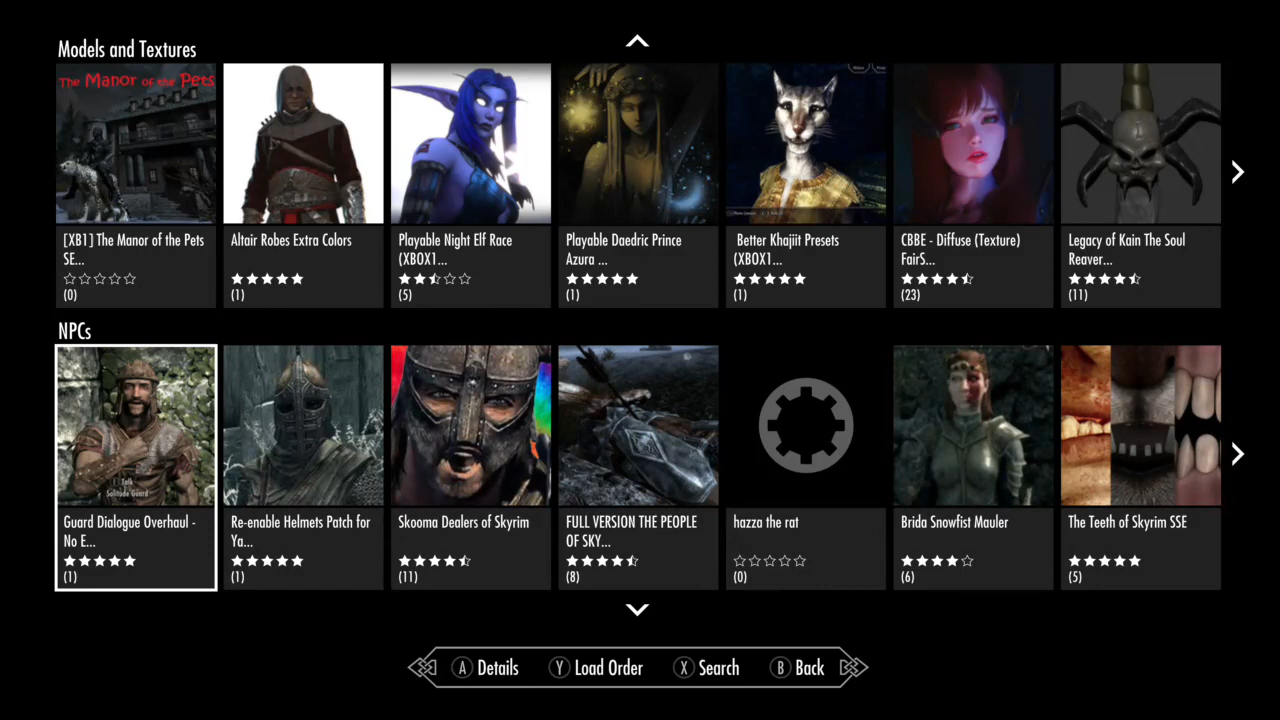 Models and Textures
The Manor of the Pets
[XB1] The Manor of the Pets
SE...
(0)
Altair Robes Extra Colors
(1)
Playable Night Elf Race
(XBOX1...
(5)
Playable Daedric Prince
Azura ...
(1)
Better Khajiit Presets
(XBOX1...
(1)
CBBE - Diffuse (Texture)
FairS...
(23)
Legacy of Kain The Soul
Reaver...
(11)
NPCs
Talk
Solitude Guard
Guard Dialogue Overhaul -
No E...
(1)
Re-enable Helmets Patch for
Ya...
(1)
Skooma Dealers of Skyrim
(11)
FULL VERSION THE PEOPLE
OF SKY...
(8)
hazza the rat
(0)
Brida Snowfist Mauler
(6)
The Teeth of Skyrim SSE
(5)
A Details Y Load Order X Search B Back